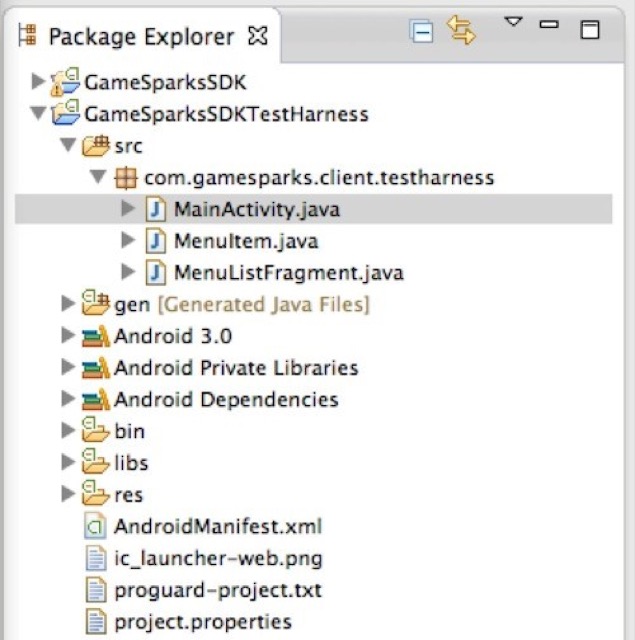 Package Explorer
GameSparksSDK
GameSparksSDKTestHarness
src
com.gamesparks.client.testharness
MainActivity.java
MenuItem.java
MenuListFragment.java
gen [Generated Java Files]
Android 3.0
Android Private Libraries
Android Dependencies
bin
libs
res
AndroidManifest.xml
ic_launcher-web.png
proguard-project.txt
project.properties